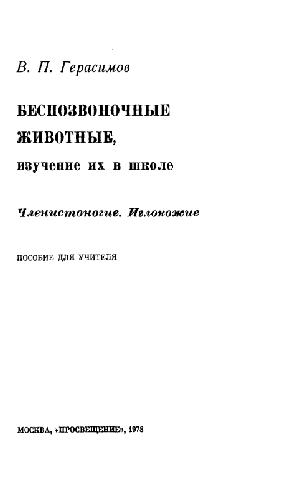 В. П. Герасимов
БЕСПОЗВОНОЧНЫЕ
ЖИВОТНЫЕ,
изучение их в школе
Членистоногие. Иглокожие
ПОСОБИЕ ДЛЯ УЧИТЕЛЯ
МОСКВА, «ПРОСВЕЩЕНИЕ», 1978